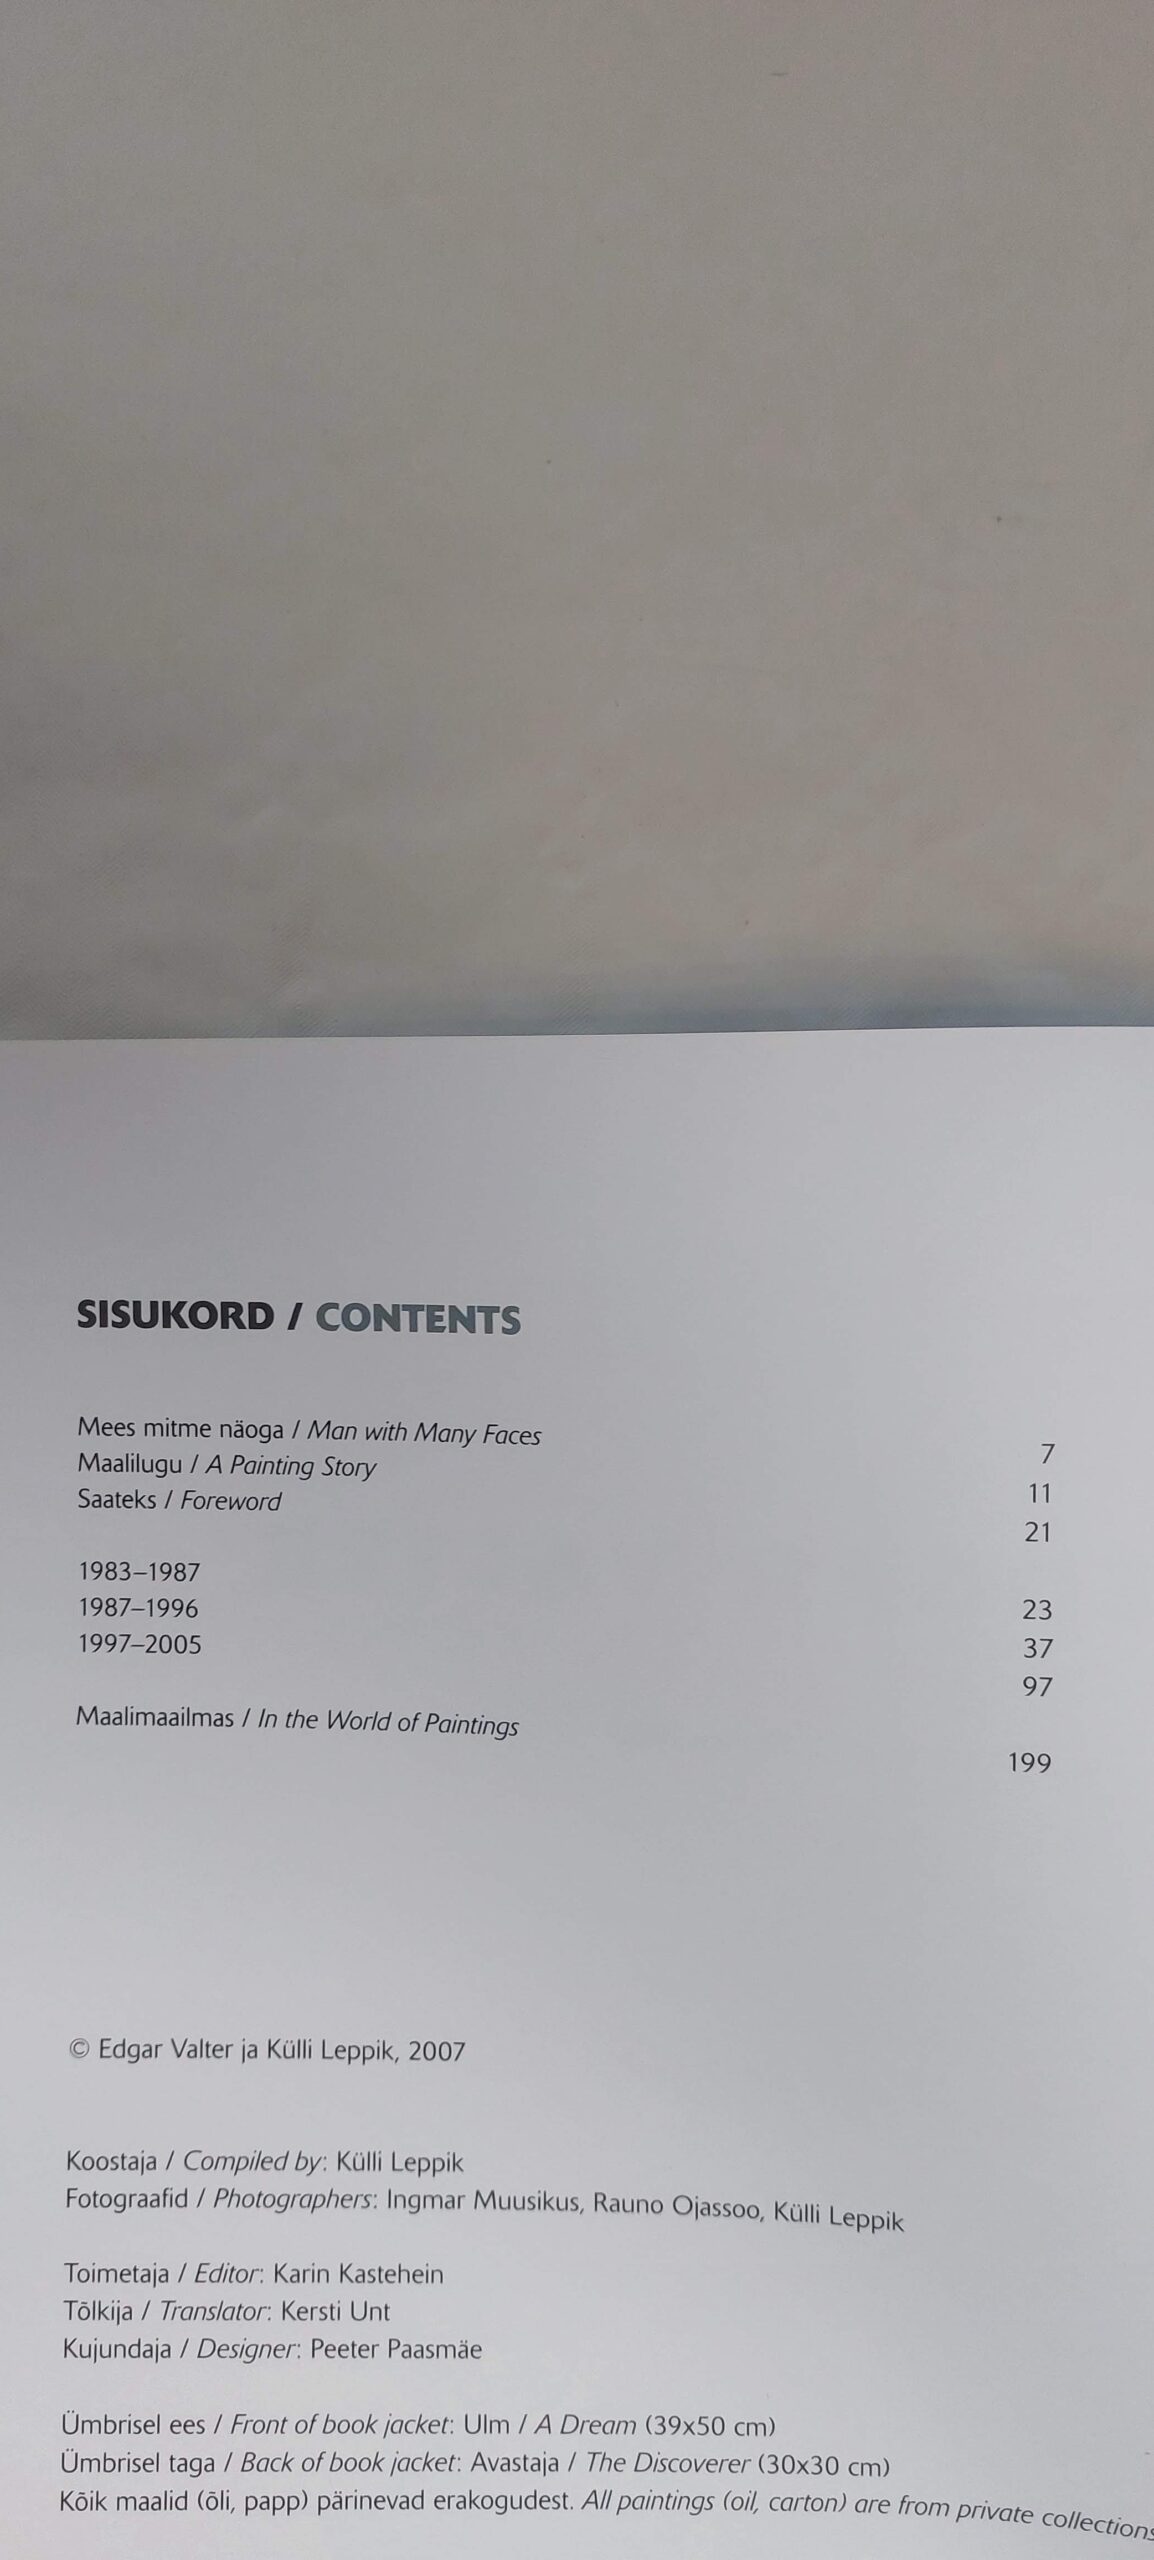 SISUKORD / CONTENTS
Mees mitme näoga / Man with Many Faces 7
Maalilugu / A Painting Story 11
Saateks / Foreword 21
1983–1987 23
1987–1996 37
1997–2005 97
Maalimaailmas / In the World of Paintings 199
© Edgar Valter ja Külli Leppik, 2007
Koostaja / Compiled by: Külli Leppik
Fotograafid / Photographers: Ingmar Muusikus, Rauno Ojassoo, Külli Leppik
Toimetaja / Editor: Karin Kastehein
Tõlkija / Translator: Kersti Unt
Kujundaja / Designer: Peeter Paasmäe
Ümbrisel ees / Front of book jacket: Ulm / A Dream (39x50 cm)
Ümbrisel taga / Back of book jacket: Avastaja / The Discoverer (30x30 cm)
Kõik maalid (õli, papp) pärinevad erakogudest. All paintings (oil, carton) are from private collections